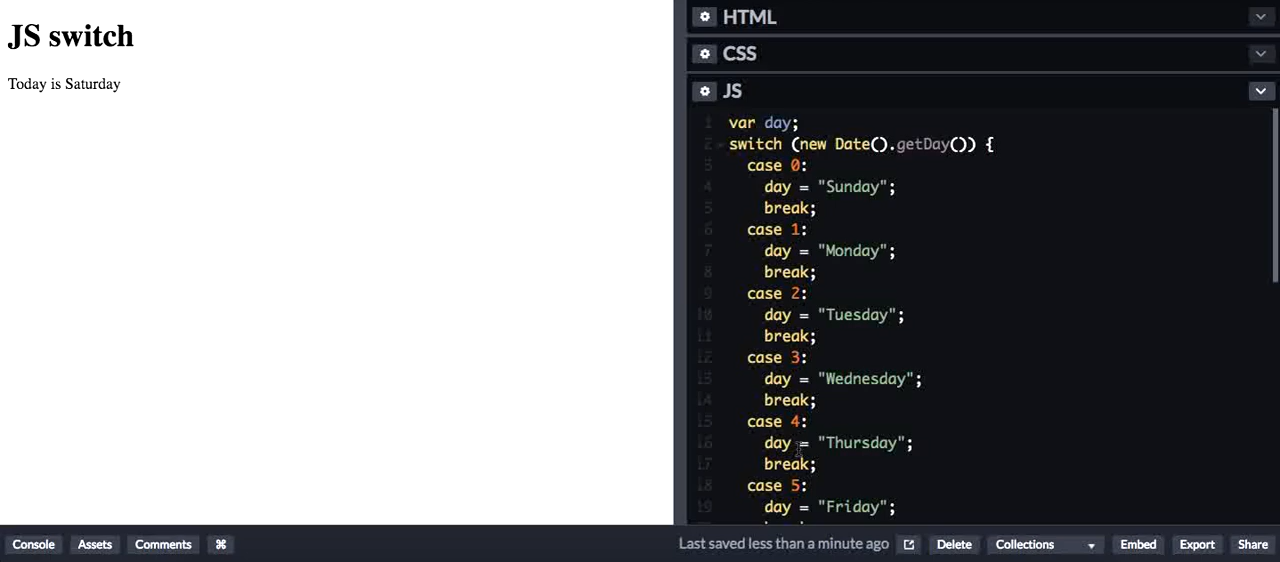 JS switch
Today is Saturday
HTML
CSS
JS
1 var day;
2 switch (new Date().getDay()) {
3 case 0:
4 day = "Sunday";
5 break;
6 case 1:
7 day = "Monday";
8 break;
9 case 2:
10 day = "Tuesday";
11 break;
12 case 3:
13 day = "Wednesday";
14 break;
15 case 4:
16 day = "Thursday";
17 break;
18 case 5:
19 day = "Friday";
Console Assets Comments ⌘ Last saved less than a minute ago Delete Collections Embed Export Share